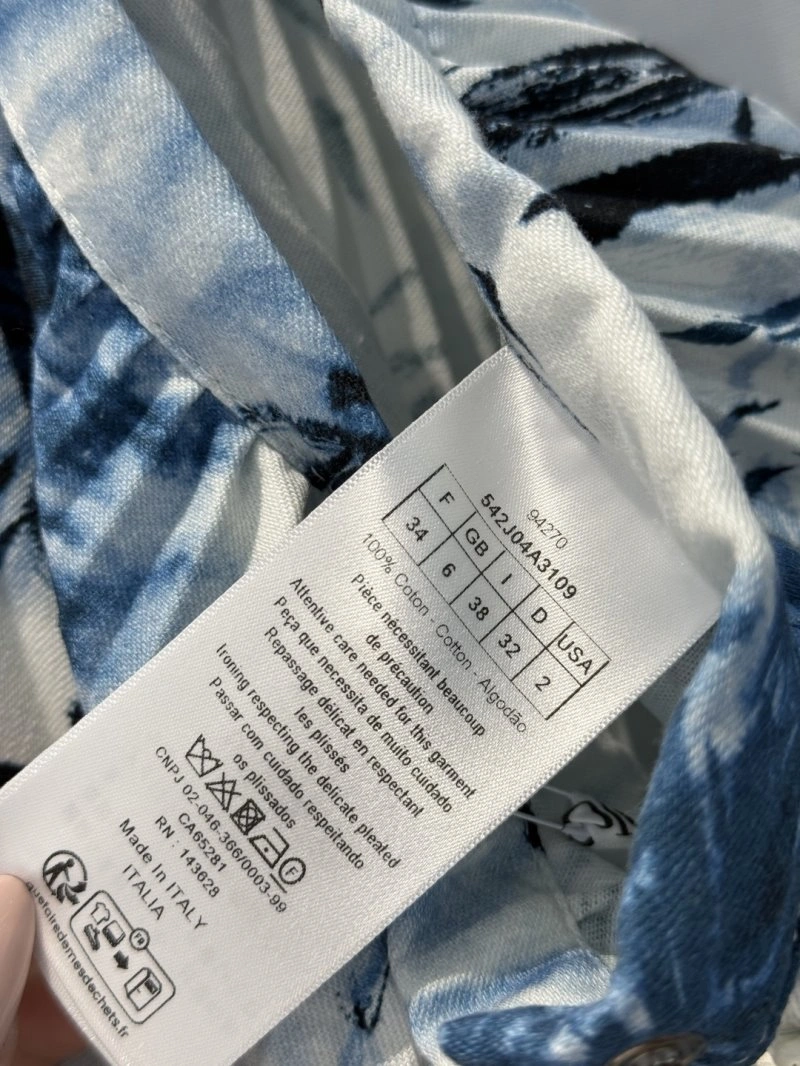 94270
542J04A3109
F GB I D USA
34 6 38 32 2
100% Coton - Cotton - Algodão
Pièce nécessitant beaucoup
de précaution
Attentive care needed for this garment
Peça que necessita de muito cuidado
Repassage délicat en respectant
les plissés
Ironing respecting the delicate pleated
Passar com cuidado respeitando
os plissados
F
CNPJ 02-046-366/0003-99
CA65281
RN : 143628
Made In ITALY
ITALIA
FR
quefairedemesdechets.fr